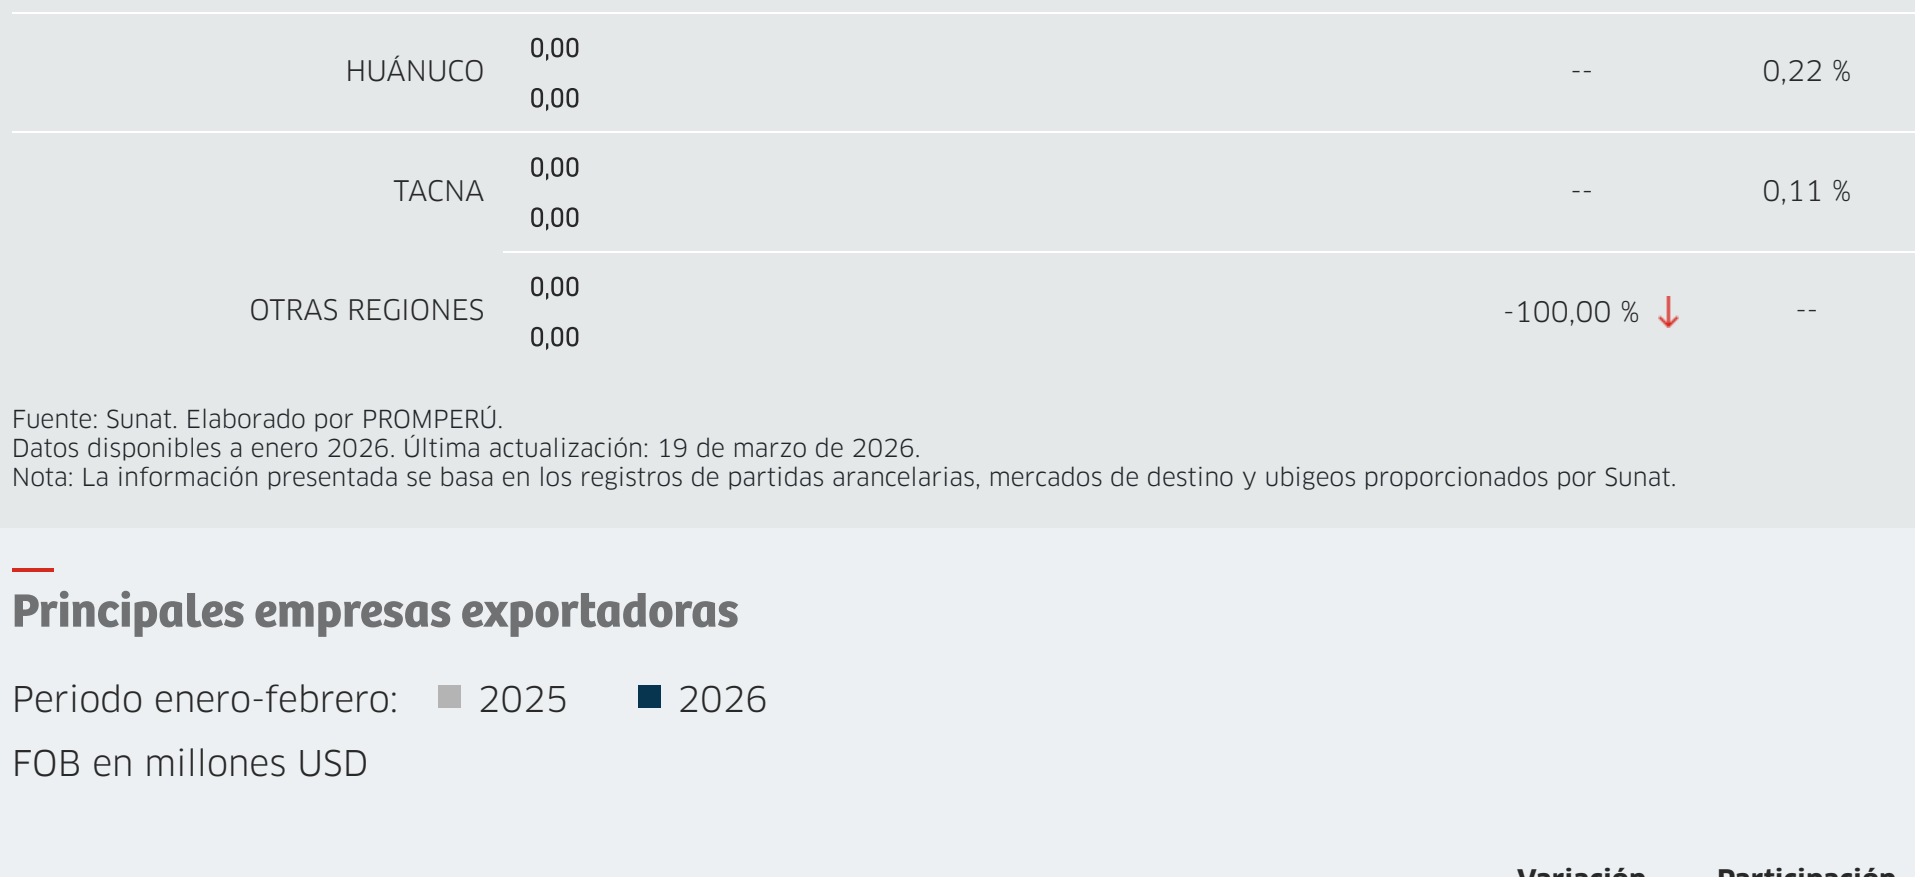 0,00
HUÁNUCO -- 0,22 %
0,00
0,00
TACNA -- 0,11 %
0,00
0,00
OTRAS REGIONES -100,00 % ↓ --
0,00
Fuente: Sunat. Elaborado por PROMPERÚ.
Datos disponibles a enero 2026. Última actualización: 19 de marzo de 2026.
Nota: La información presentada se basa en los registros de partidas arancelarias, mercados de destino y ubigeos proporcionados por Sunat.
Principales empresas exportadoras
Periodo enero-febrero: 2025 2026
FOB en millones USD
Variación Participación